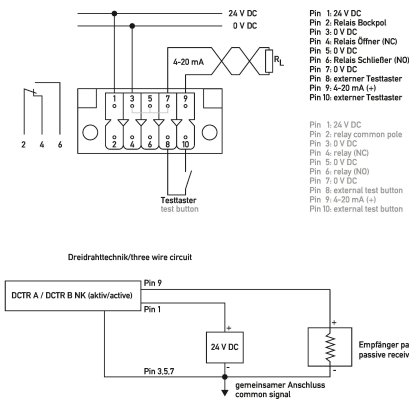 24 V DC
0 V DC
4-20 mA
RL
1 3 5 7 9
2 4 6 8 10
2 4 6
Testtaster
test button
Pin 1: 24 V DC
Pin 2: Relais Bockpol
Pin 3: 0 V DC
Pin 4: Relais Öffner (NC)
Pin 5: 0 V DC
Pin 6: Relais Schließer (NO)
Pin 7: 0 V DC
Pin 8: externer Testtaster
Pin 9: 4-20 mA (+)
Pin 10: externer Testtaster
Pin 1: 24 V DC
Pin 2: relay common pole
Pin 3: 0 V DC
Pin 4: relay (NC)
Pin 5: 0 V DC
Pin 6: relay (NO)
Pin 7: 0 V DC
Pin 8: external test button
Pin 9: 4-20 mA (+)
Pin 10: external test button
Dreidrahttechnik/three wire circuit
DCTR A / DCTR B NK (aktiv/active)
Pin 9
Pin 1
Pin 3,5,7
+
24 V DC
-
+
-
Empfänger pa
passive receiv
gemeinsamer Anschluss
common signal